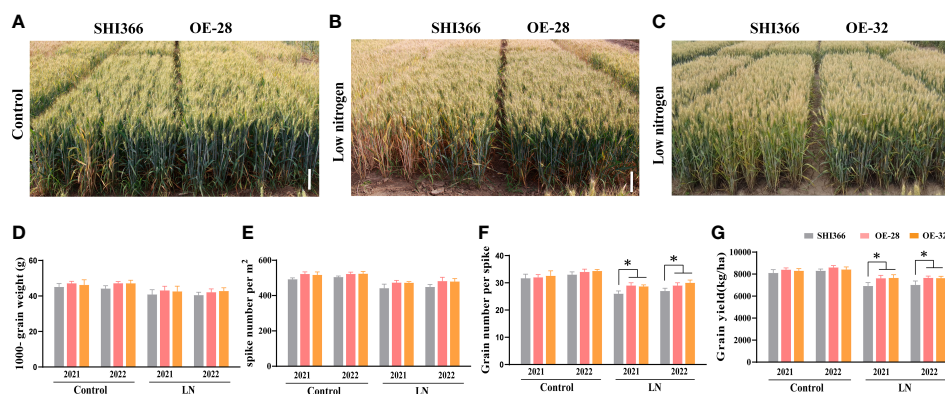 A SHI366 OE-28
Control
B SHI366 OE-28
Low nitrogen
C SHI366 OE-32
Low nitrogen
D
1000- grain weight (g)
60
40
20
0
2021 2022 2021 2022
Control LN
E
spike number per m²
600
400
200
0
2021 2022 2021 2022
Control LN
F
Grain number per spike
40
30
20
10
0
* *
2021 2022 2021 2022
Control LN
G
SHI366 OE-28 OE-32
Grain yield(kg/ha)
10000
8000
6000
4000
2000
0
* *
2021 2022 2021 2022
Control LN